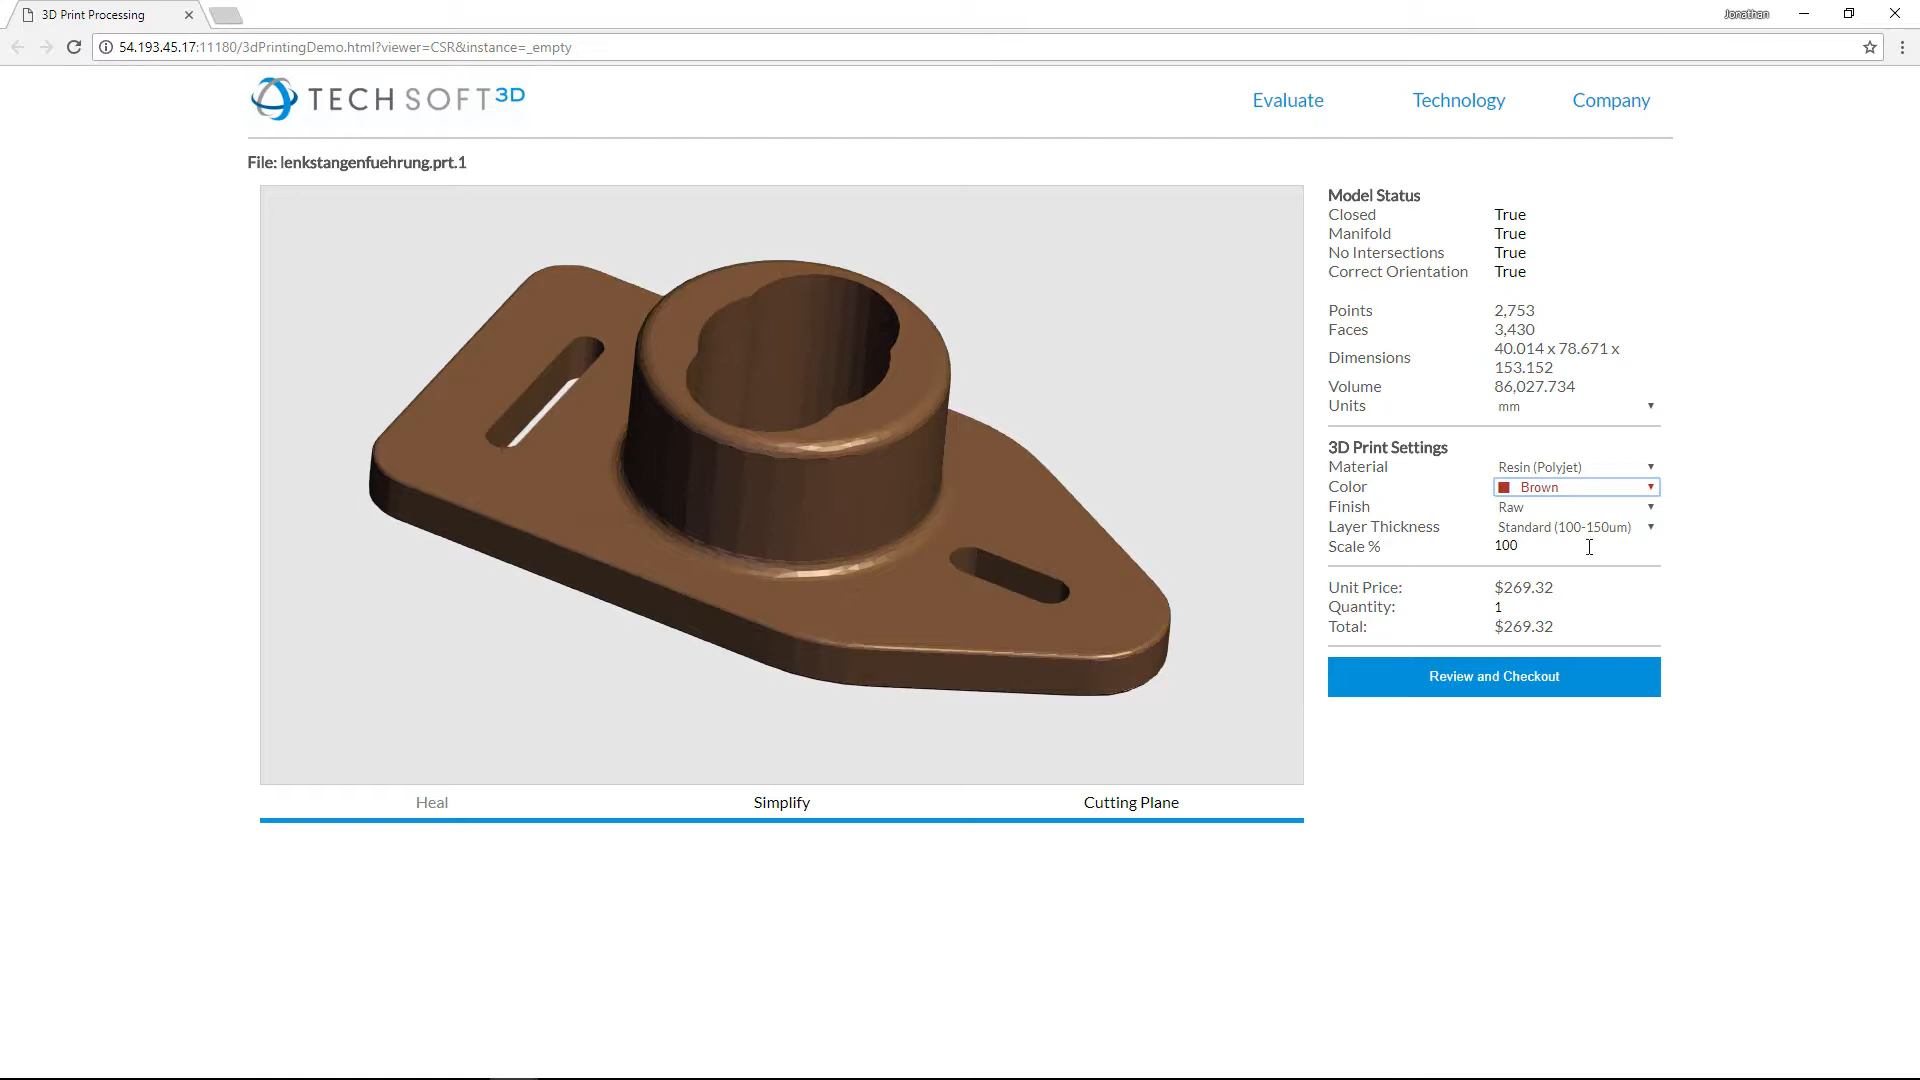 3D Print Processing
Jonathan
54.193.45.17:11180/3dPrintingDemo.html?viewer=CSR&instance=_empty
TECH SOFT 3D
Evaluate
Technology
Company
File: lenkstangenfuehrung.prt.1
Model Status
Closed True
Manifold True
No Intersections True
Correct Orientation True
Points 2,753
Faces 3,430
Dimensions 40.014 x 78.671 x
153.152
Volume 86,027.734
Units mm
3D Print Settings
Material Resin (Polyjet)
Color Brown
Finish Raw
Layer Thickness Standard (100-150um)
Scale % 100
Unit Price: $269.32
Quantity: 1
Total: $269.32
Review and Checkout
Heal
Simplify
Cutting Plane